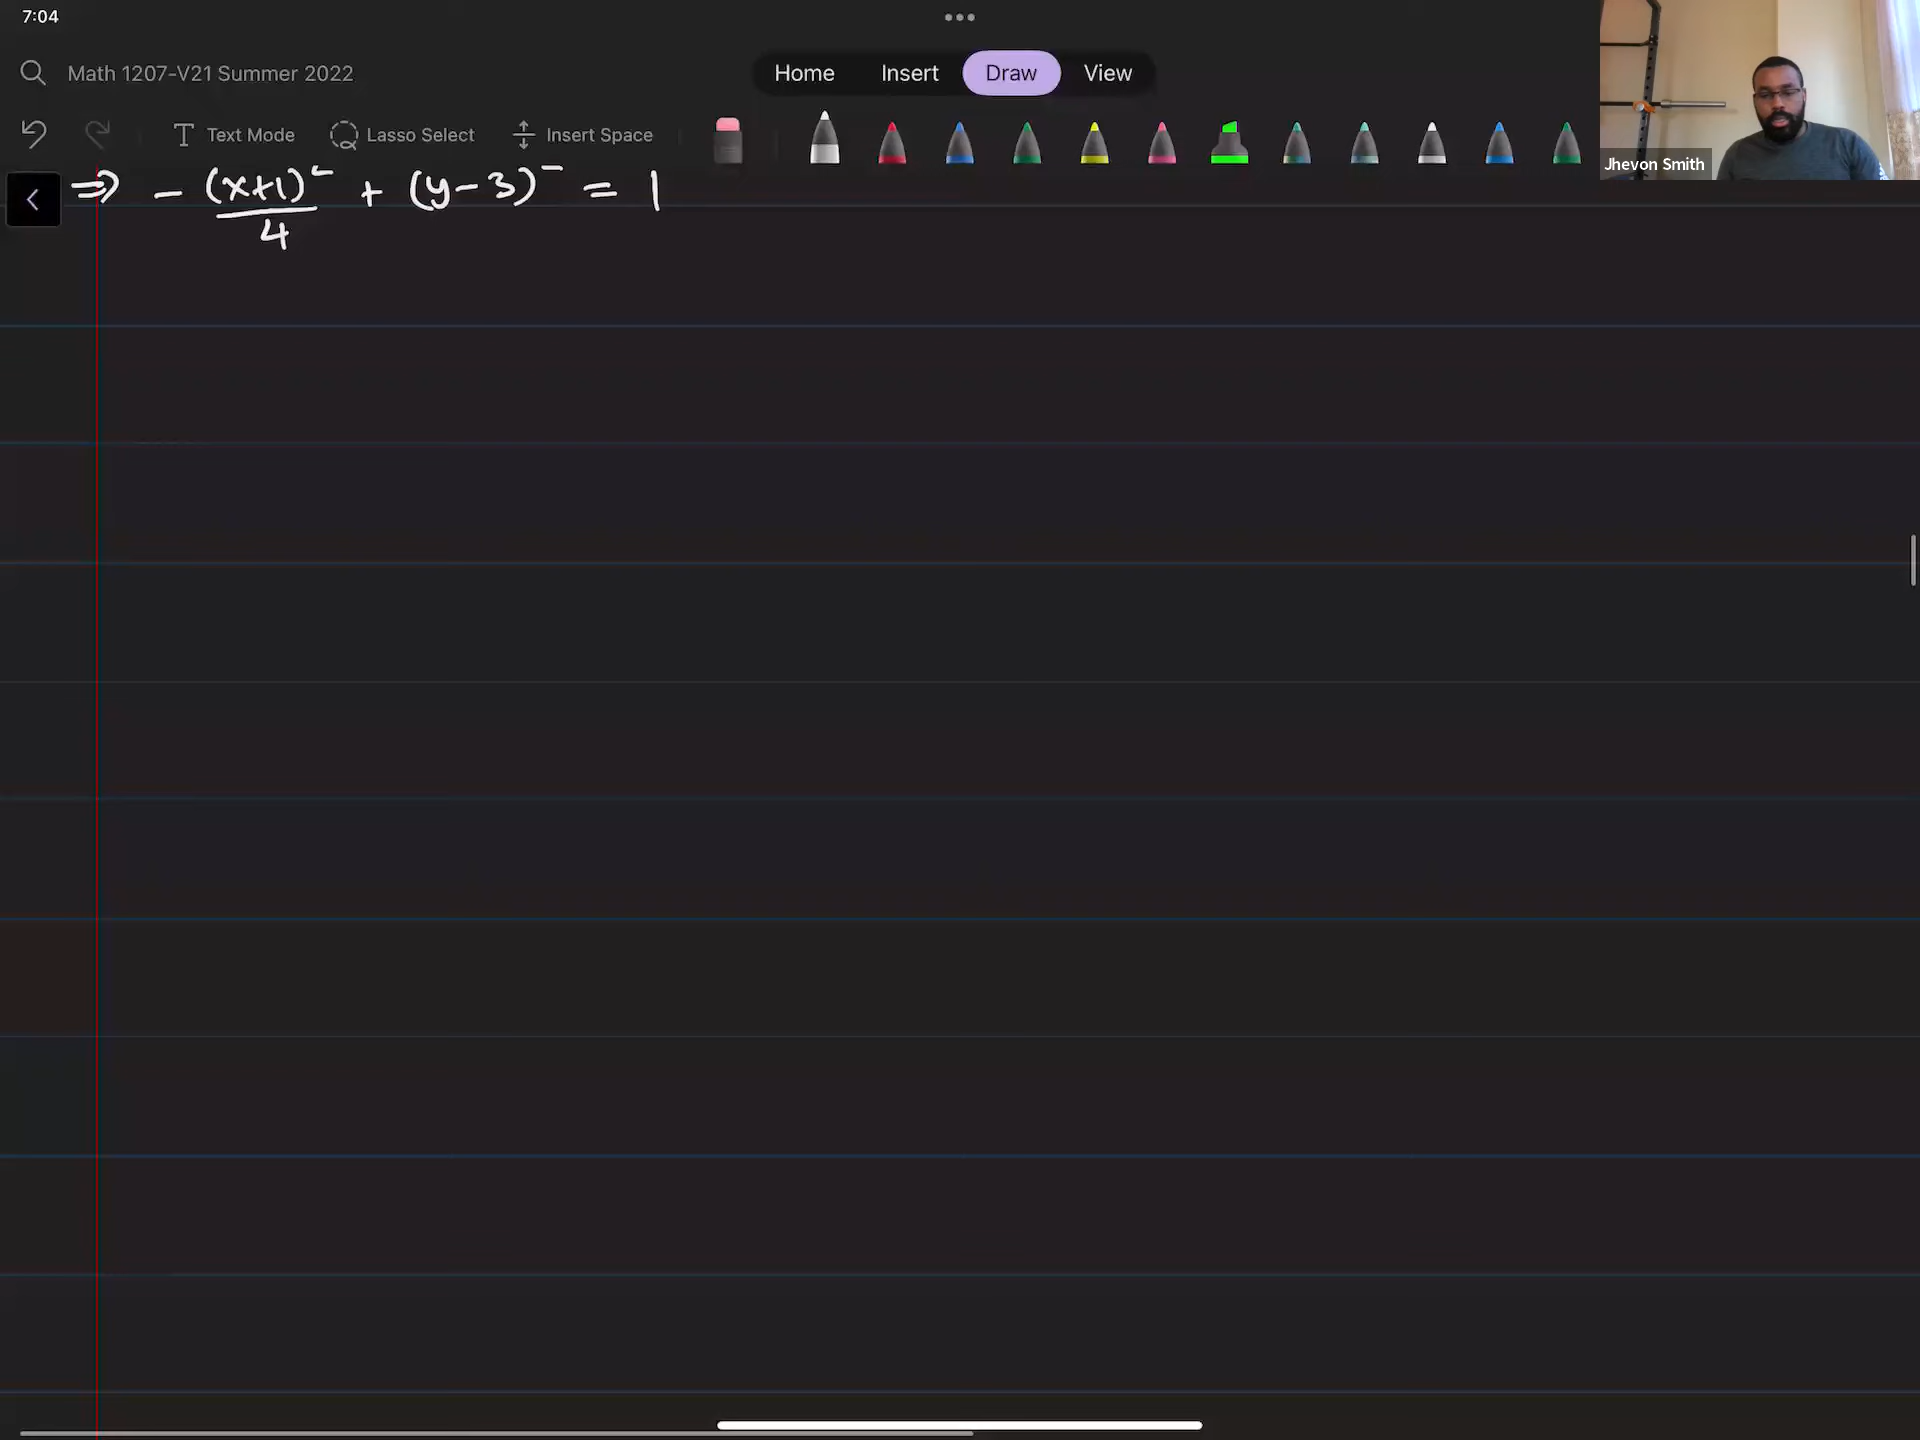 7:04
Math 1207-V21 Summer 2022
Home Insert Draw View
Text Mode Lasso Select Insert Space
Jhevon Smith
⇒ - (x+1)²/4 + (y-3)² = 1